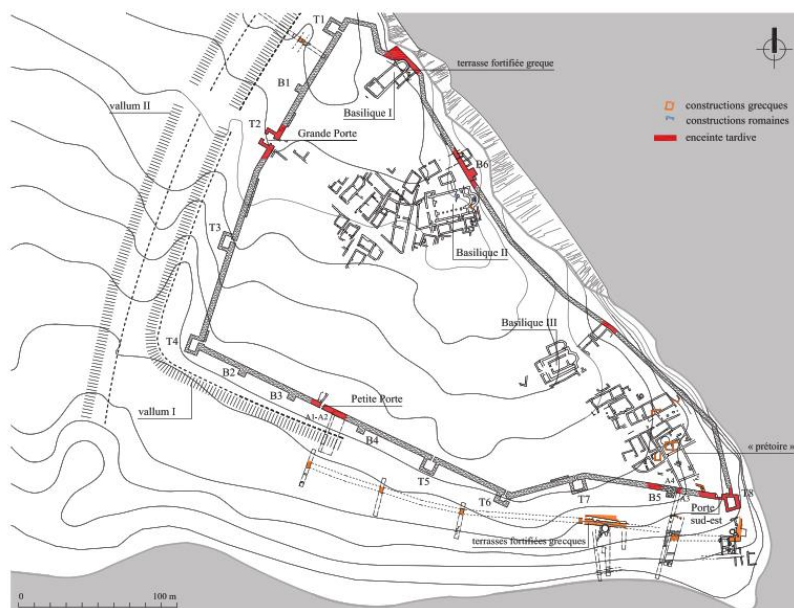 T1
terrasse fortifiée greque
B1
vallum II
Basilique I
constructions grecques
constructions romaines
enceinte tardive
T2
Grande Porte
B6
T3
Basilique II
Basilique III
T4
B2
B3
Petite Porte
A1-A2
vallum I
B4
« prétoire »
T5
T6
T7
A4
B5
A3
T8
Porte
sud-est
terrasses fortifiées grecques
0
100 m